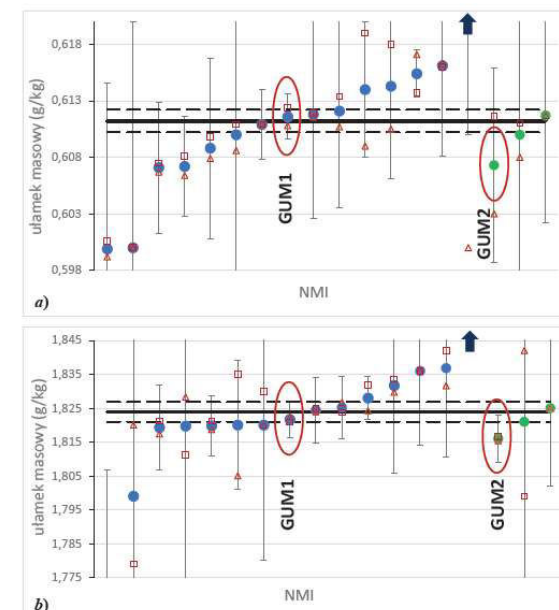 ułamek masowy (g/kg)
0,618
0,613
0,608
0,603
0,598
GUM1
GUM2
NMI
a)
ułamek masowy (g/kg)
1,845
1,835
1,825
1,815
1,805
1,795
1,785
1,775
GUM1
GUM2
NMI
b)